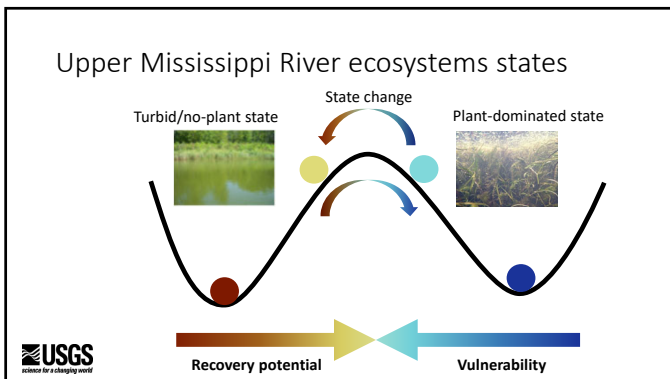 Upper Mississippi River ecosystems states
State change
Turbid/no-plant state
Plant-dominated state
USGS
science for a changing world
Recovery potential
Vulnerability